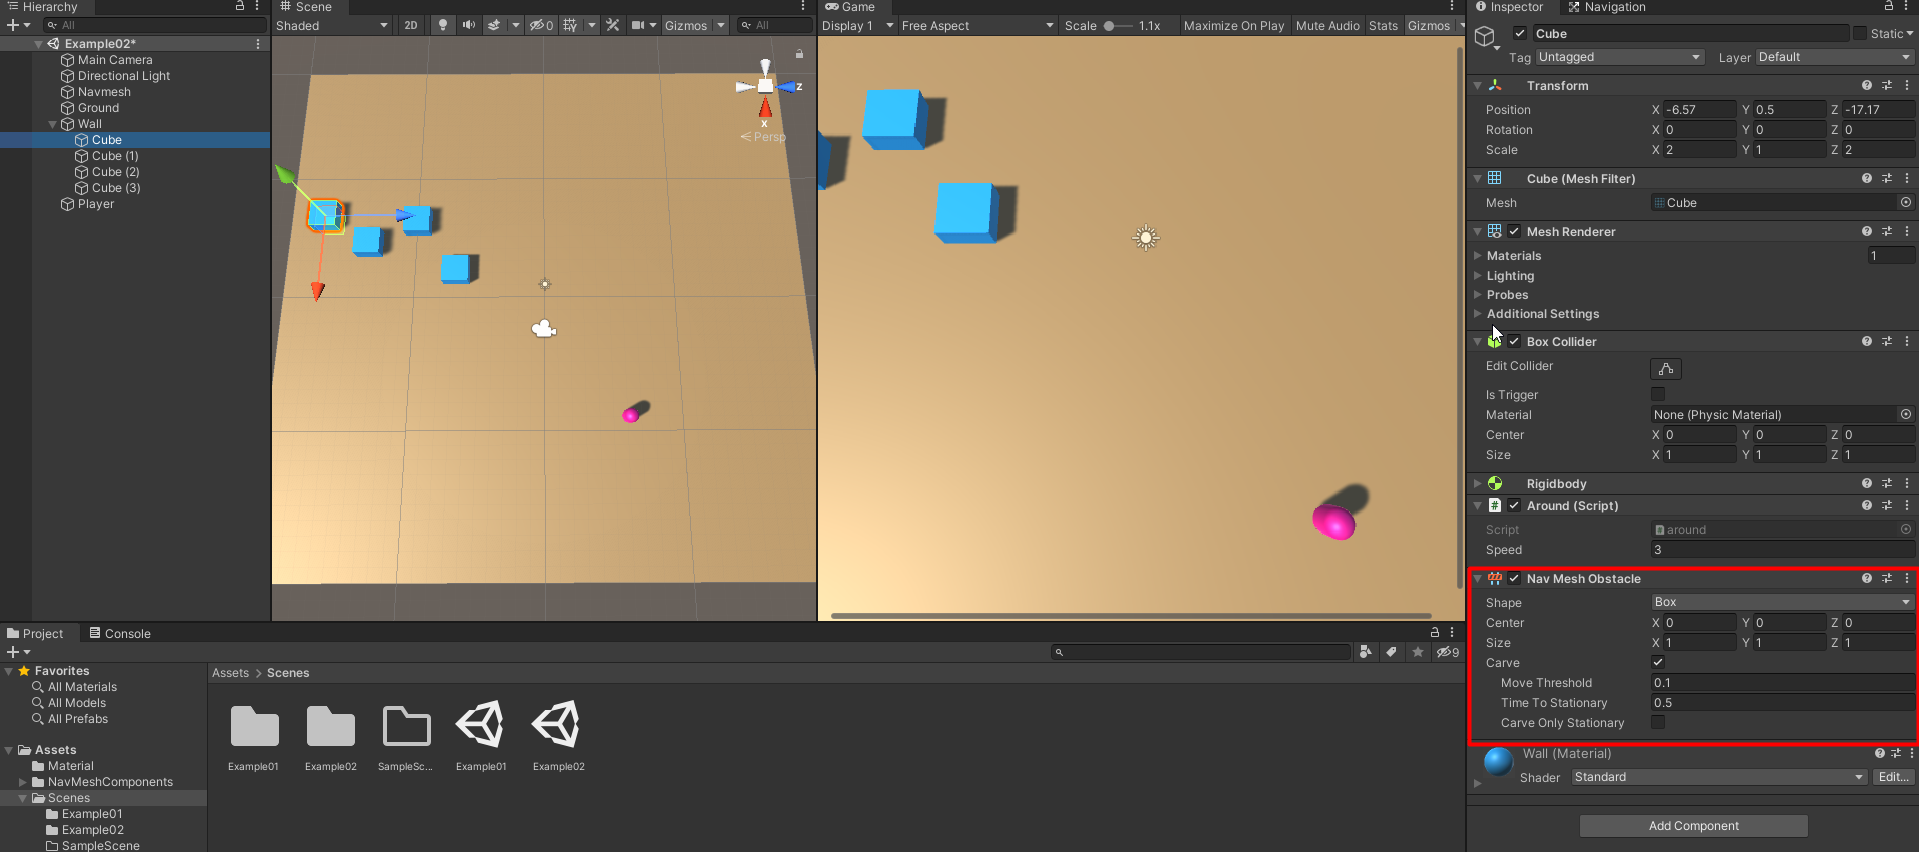 Hierarchy
All
Example02*
Main Camera
Directional Light
Navmesh
Ground
Wall
Cube
Cube (1)
Cube (2)
Cube (3)
Player
Scene
Shaded
2D
0
Gizmos
All
z
x
Persp
Game
Display 1
Free Aspect
Scale
1.1x
Maximize On Play
Mute Audio
Stats
Gizmos
Project
Console
9
Favorites
All Materials
All Models
All Prefabs
Assets
Material
NavMeshComponents
Scenes
Example01
Example02
SampleScene
Assets > Scenes
Example01
Example02
SampleSc...
Example01
Example02
Inspector
Navigation
Cube
Static
Tag Untagged
Layer Default
Transform
Position X -6.57 Y 0.5 Z -17.17
Rotation X 0 Y 0 Z 0
Scale X 2 Y 1 Z 2
Cube (Mesh Filter)
Mesh Cube
Mesh Renderer
Materials 1
Lighting
Probes
Additional Settings
Box Collider
Edit Collider
Is Trigger
Material None (Physic Material)
Center X 0 Y 0 Z 0
Size X 1 Y 1 Z 1
Rigidbody
Around (Script)
Script around
Speed 3
Nav Mesh Obstacle
Shape Box
Center X 0 Y 0 Z 0
Size X 1 Y 1 Z 1
Carve
Move Threshold 0.1
Time To Stationary 0.5
Carve Only Stationary
Wall (Material)
Shader Standard Edit...
Add Component